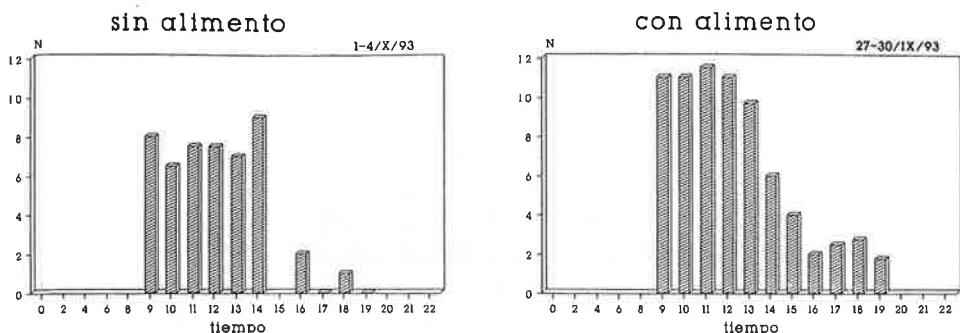 sin alimento
N
1-4/X/93
12
10
8
6
4
2
0
0 2 4 6 8 9 10 11 12 13 14 15 16 17 18 19 20 22
tiempo
con alimento
N
27-30/IX/93
12
10
8
6
4
2
0
0 2 4 6 8 9 10 11 12 13 14 15 16 17 18 19 20 21 22
tiempo